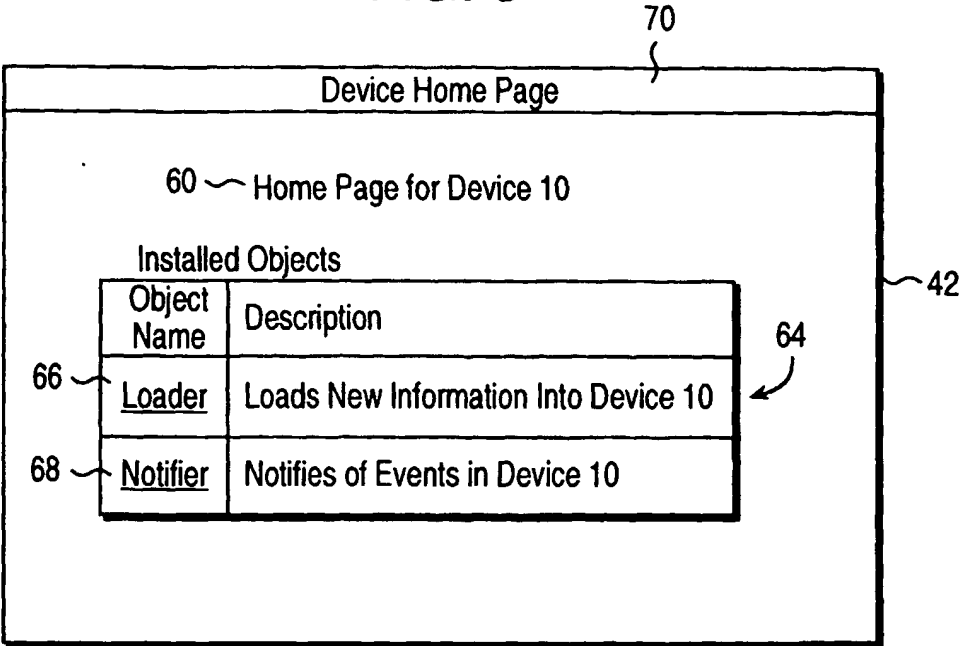 70
Device Home Page
60 Home Page for Device 10
42
Installed Objects
Object Name Description
64
66 Loader Loads New Information Into Device 10
68 Notifier Notifies of Events in Device 10